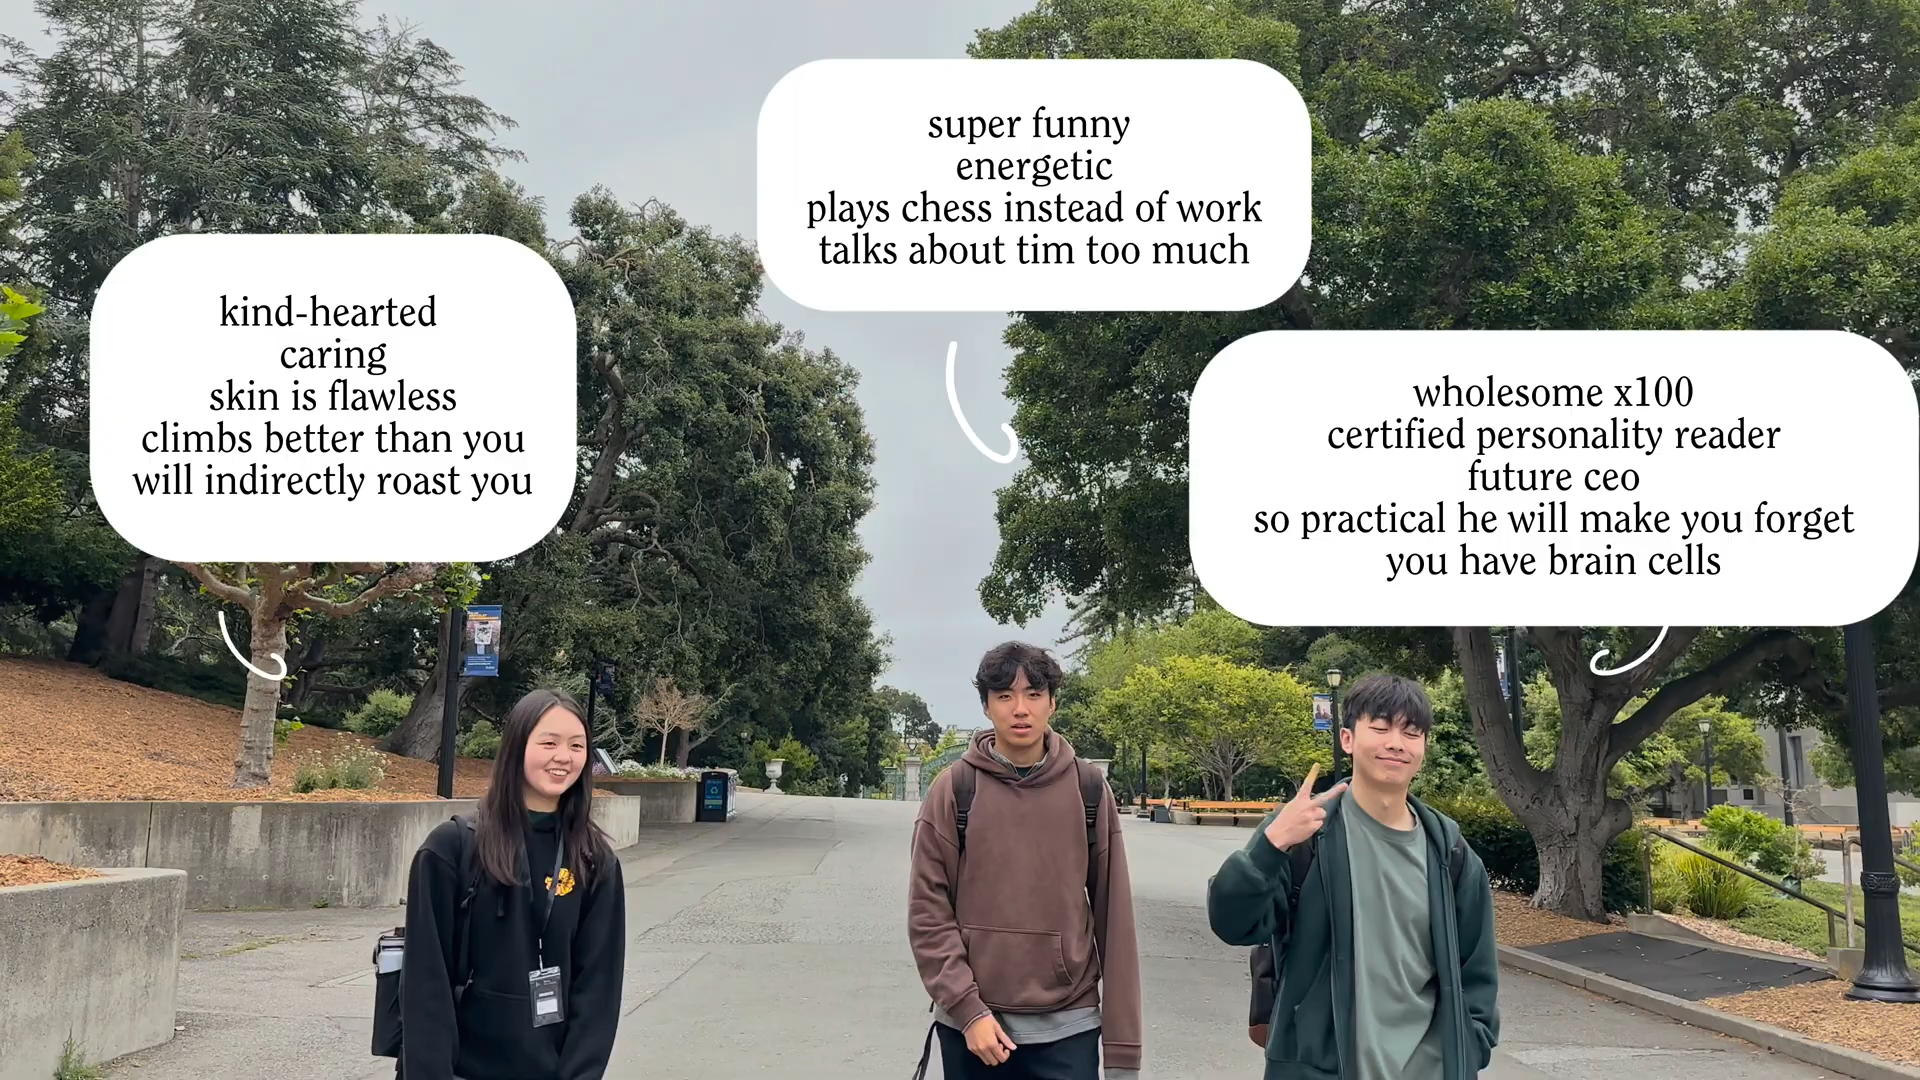 kind-hearted
caring
skin is flawless
climbs better than you
will indirectly roast you
super funny
energetic
plays chess instead of work
talks about tim too much
wholesome x100
certified personality reader
future ceo
so practical he will make you forget
you have brain cells